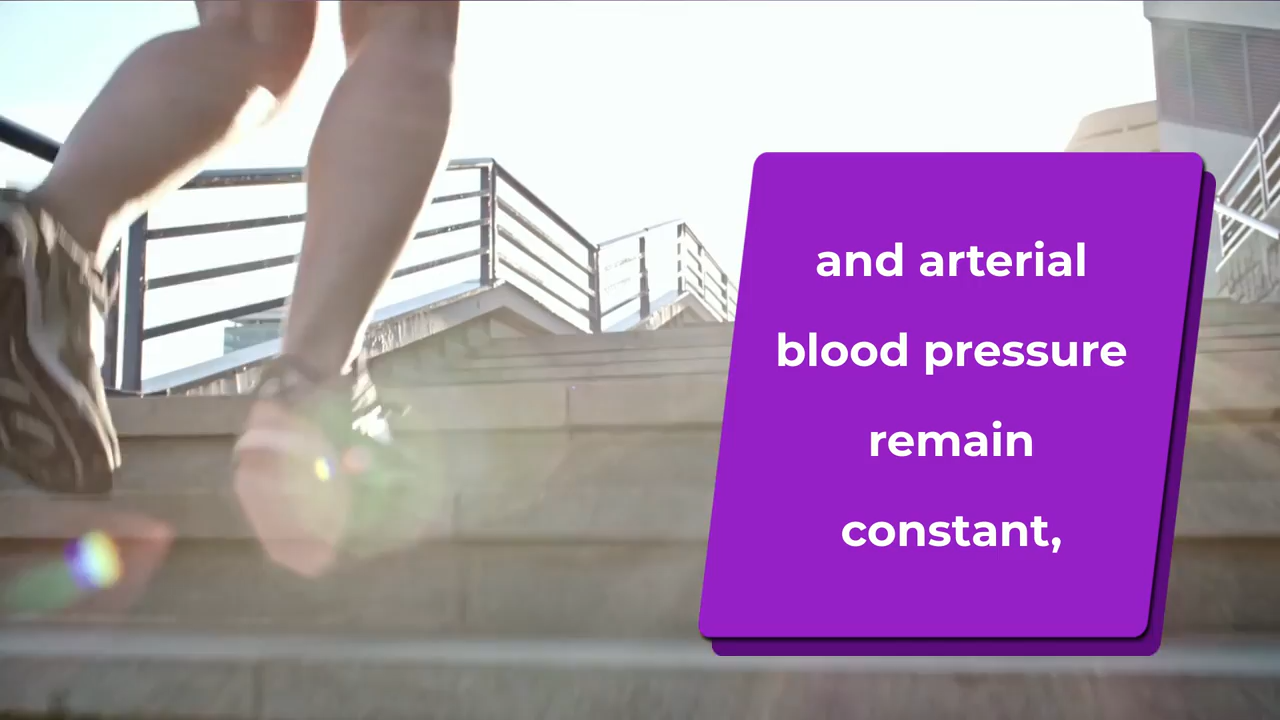 and arterial
blood pressure
remain
constant,